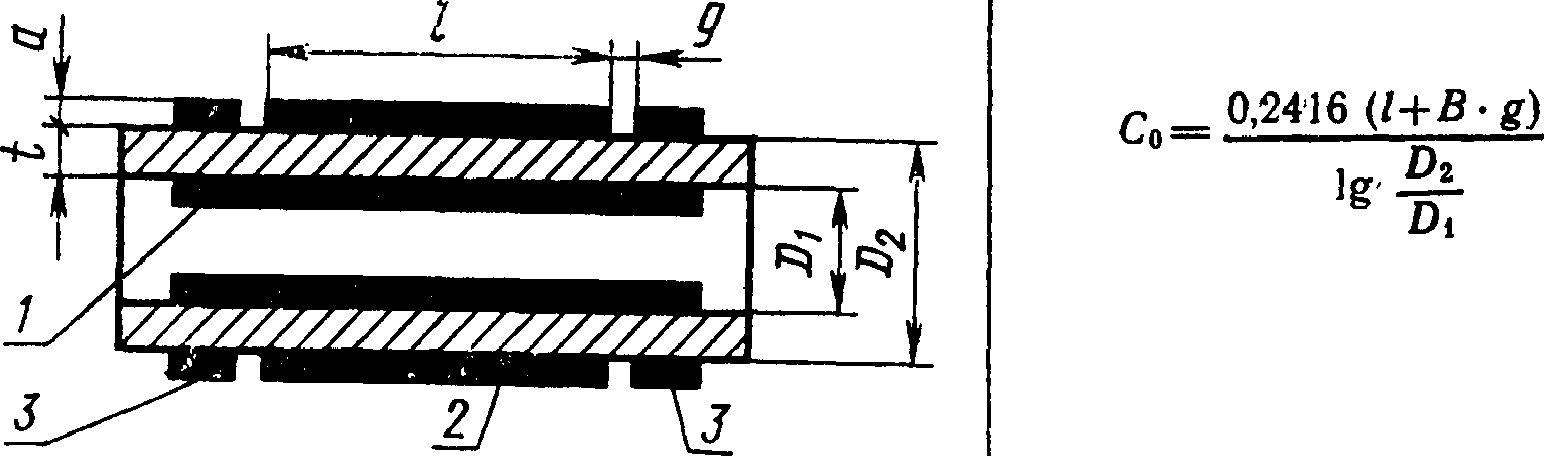 a
l
g
t
D₁
D₂
1
3
2
3
C₀ = 0,2416 (l + B · g) / lg D₂/D₁